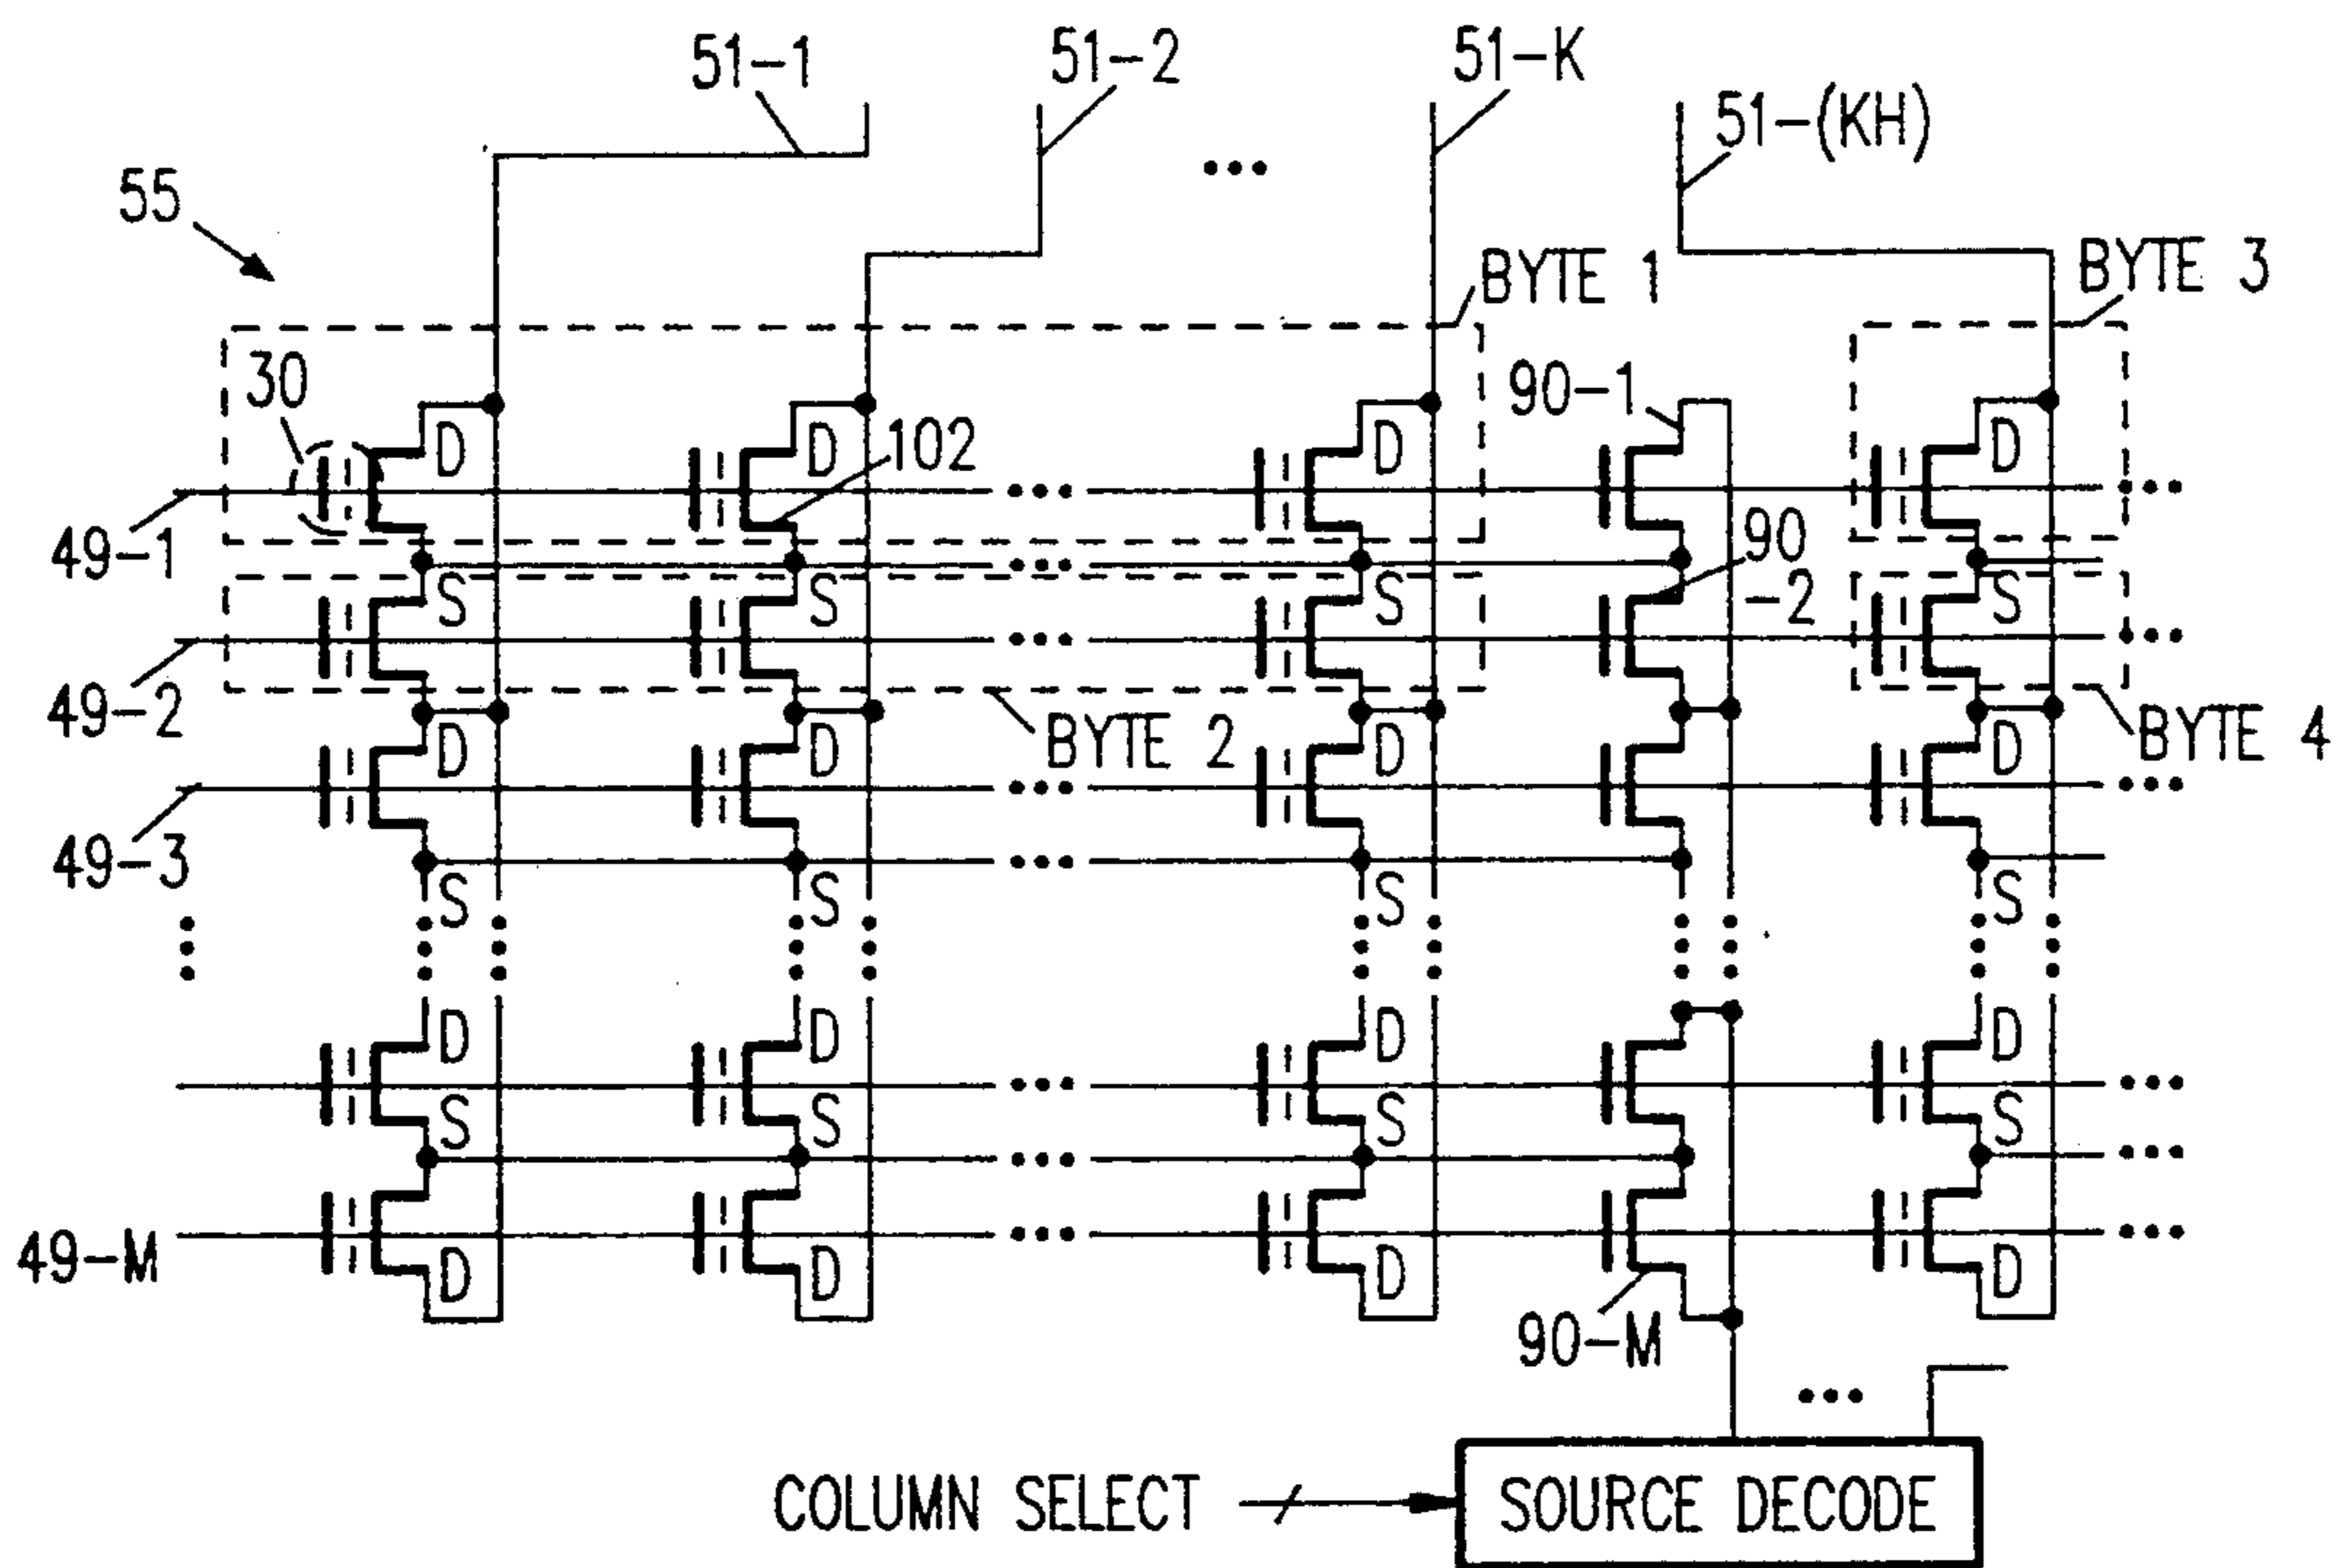 51-1 51-2 51-K 51-(KH)
55
BYTE 1 BYTE 3
30 90-1
D D 102 D D
49-1 90
-2
S S S S
49-2 BYTE 2 BYTE 4
D D D D
49-3
S S S S
D D D D
S S S S
49-M
D D D D
90-M
COLUMN SELECT SOURCE DECODE